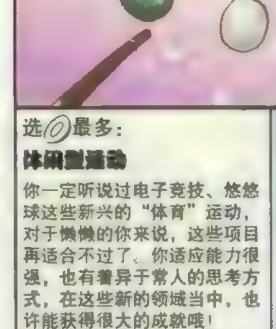 选◎最多：
休闲型运动
你一定听说过电子竞技、悠悠
球这些新兴的“体育”运动，
对于懒懒的你来说，这些项目
再适合不过了。你适应能力很
强，也有着异于常人的思考方
式，在这些新的领域当中，也
许能获得很大的成就哦！